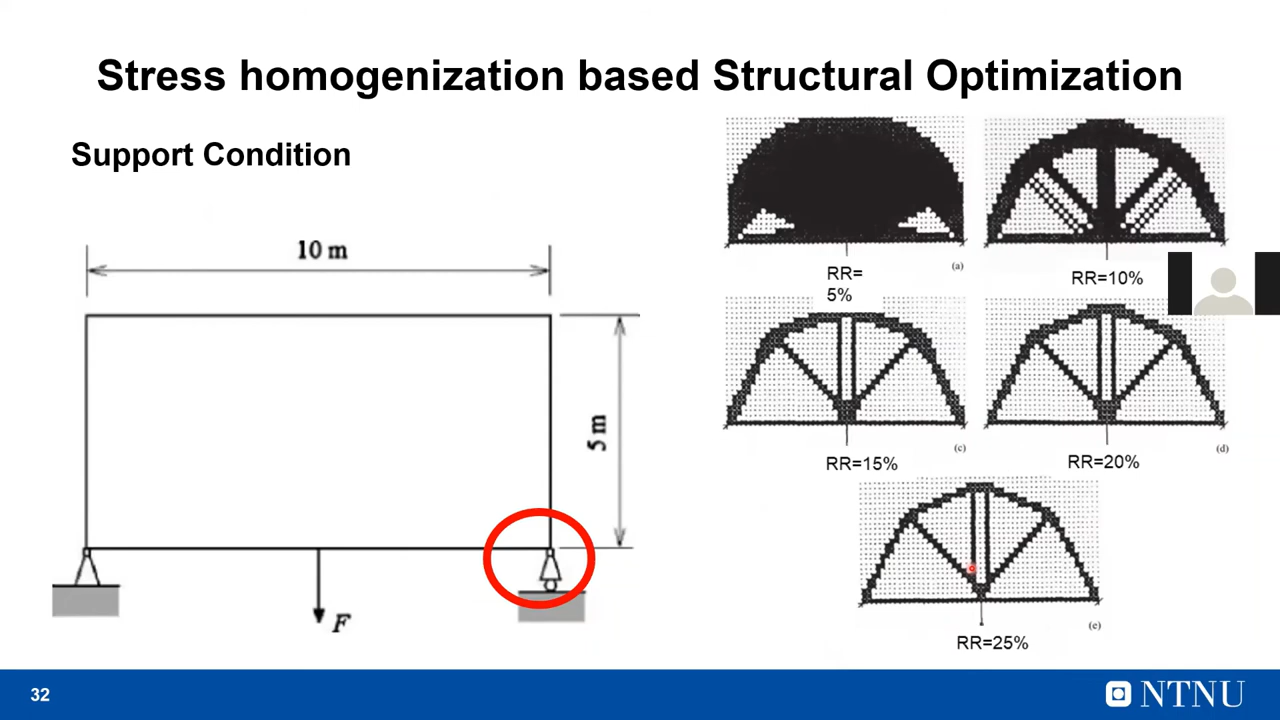 Stress homogenization based Structural Optimization
Support Condition
10 m
5 m
F
(a)
RR=
5%
RR=10%
(c)
RR=15%
(d)
RR=20%
(e)
RR=25%
32
NTNU